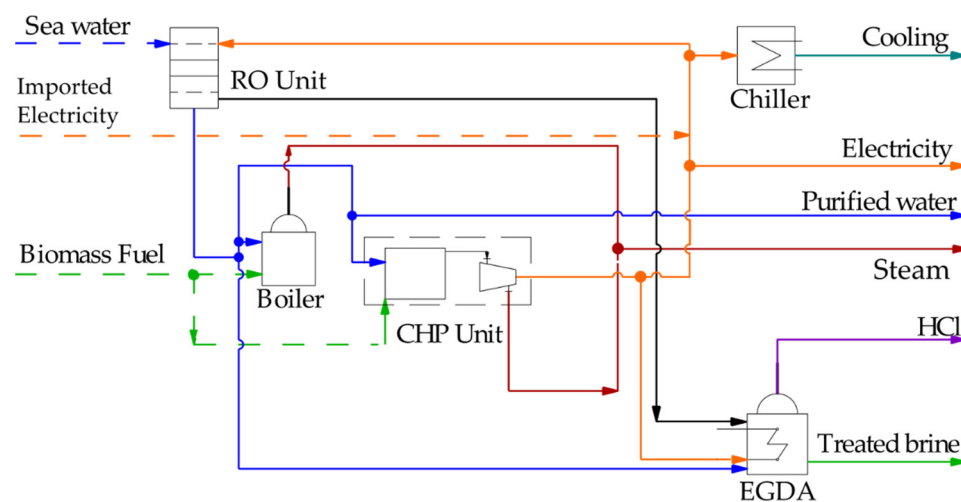 Sea water
Cooling
Imported
Electricity
RO Unit
Chiller
Electricity
Purified water
Biomass Fuel
Steam
Boiler
CHP Unit
HCl
Treated brine
EGDA